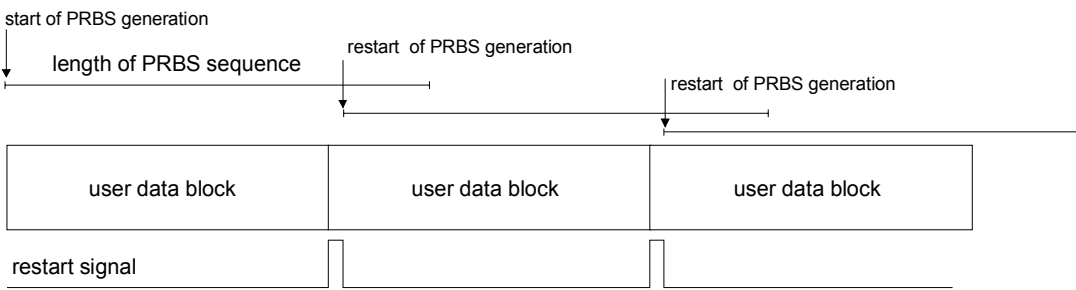 start of PRBS generation
restart of PRBS generation
length of PRBS sequence
restart of PRBS generation
user data block
user data block
user data block
restart signal